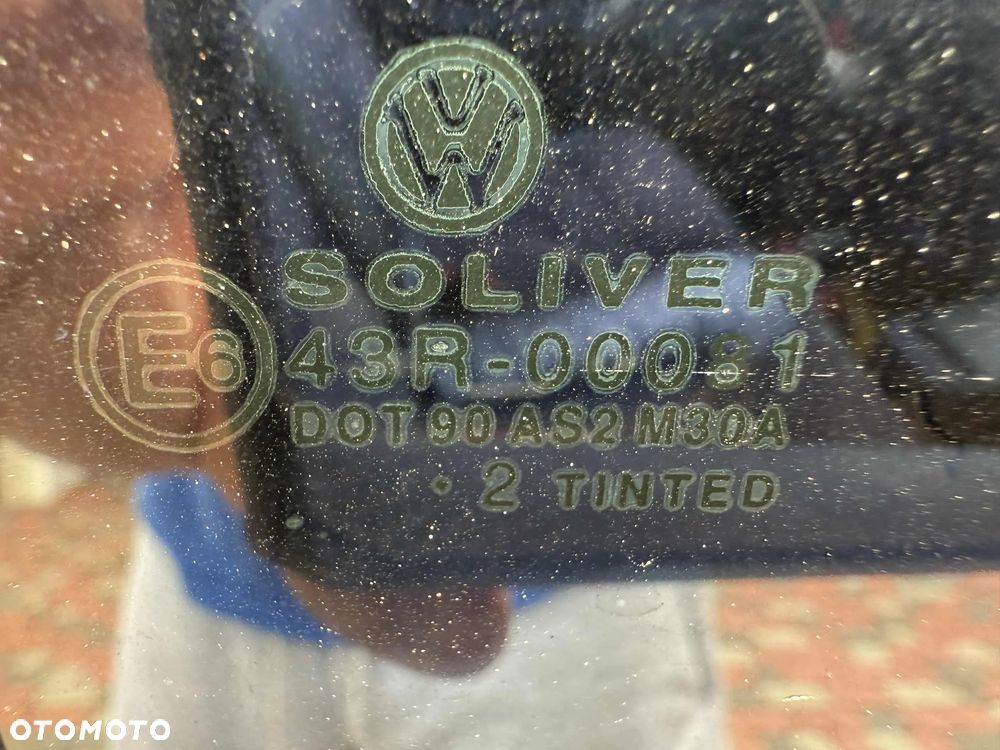 SOLIVER
E6 43R-00081
DOT 90 AS2 M30A
· 2 TINTED
OTOMOTO